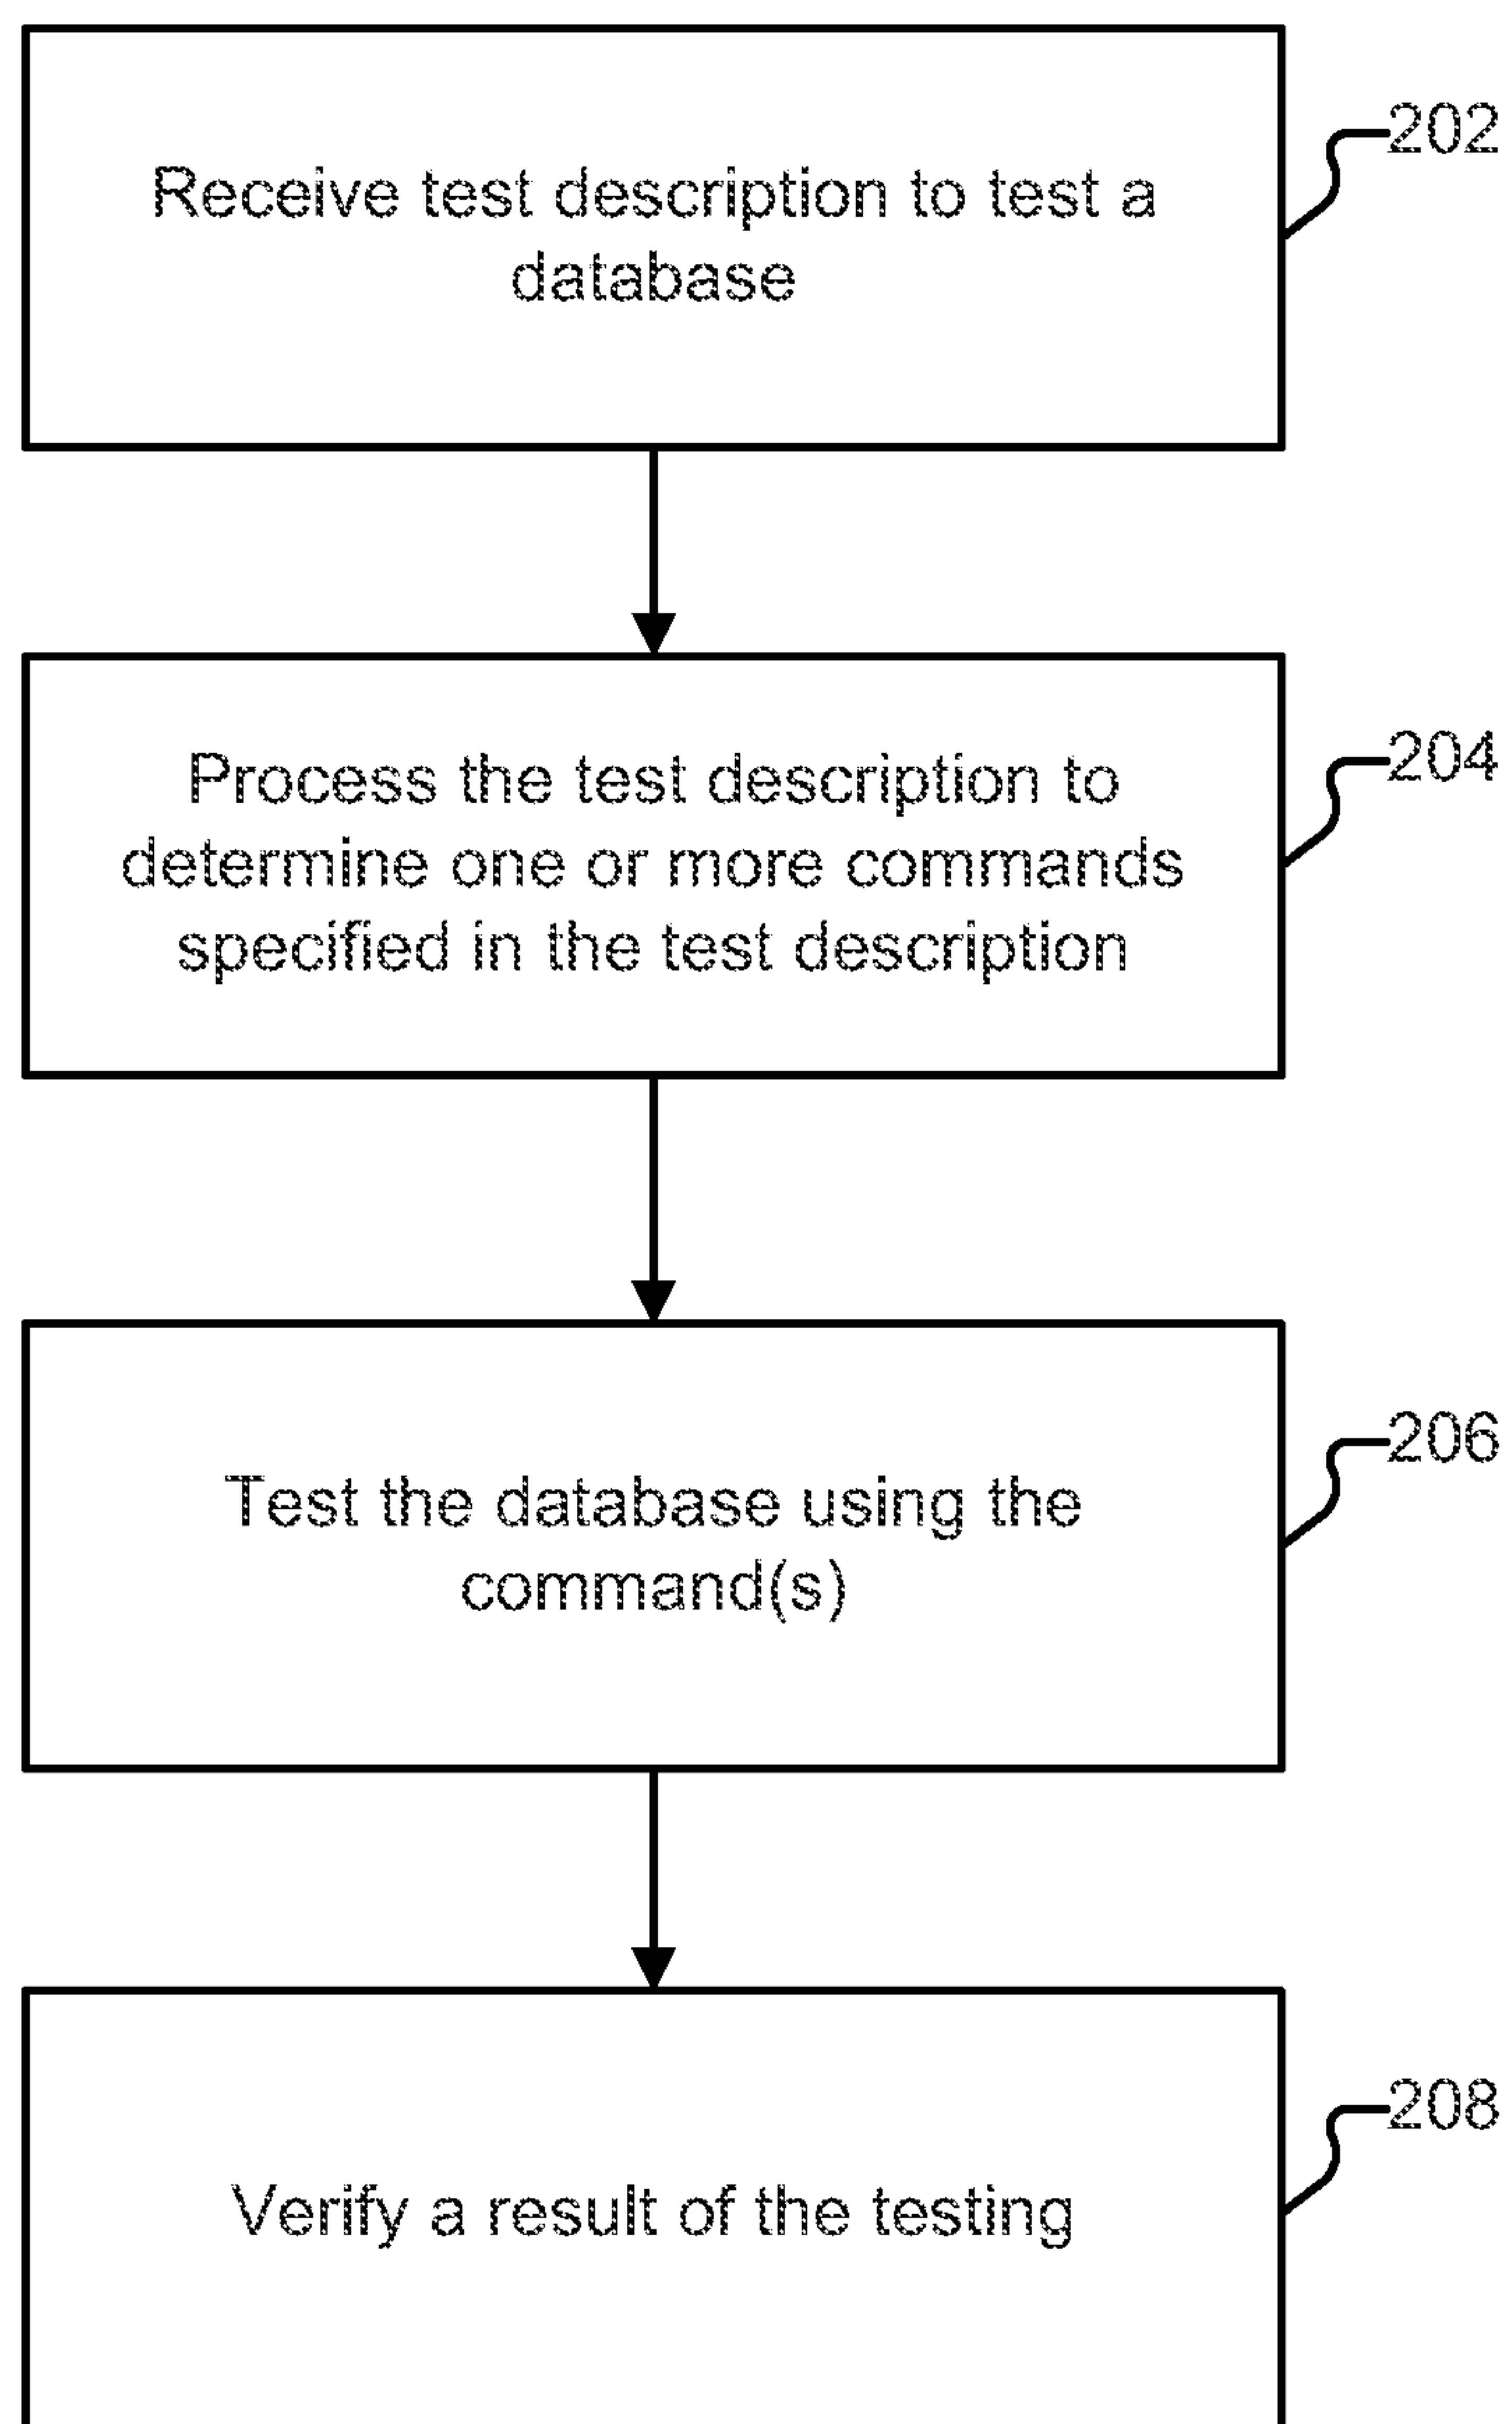 202
Receive test description to test a
database
204
Process the test description to
determine one or more commands
specified in the test description
206
Test the database using the
command(s)
208
Verify a result of the testing